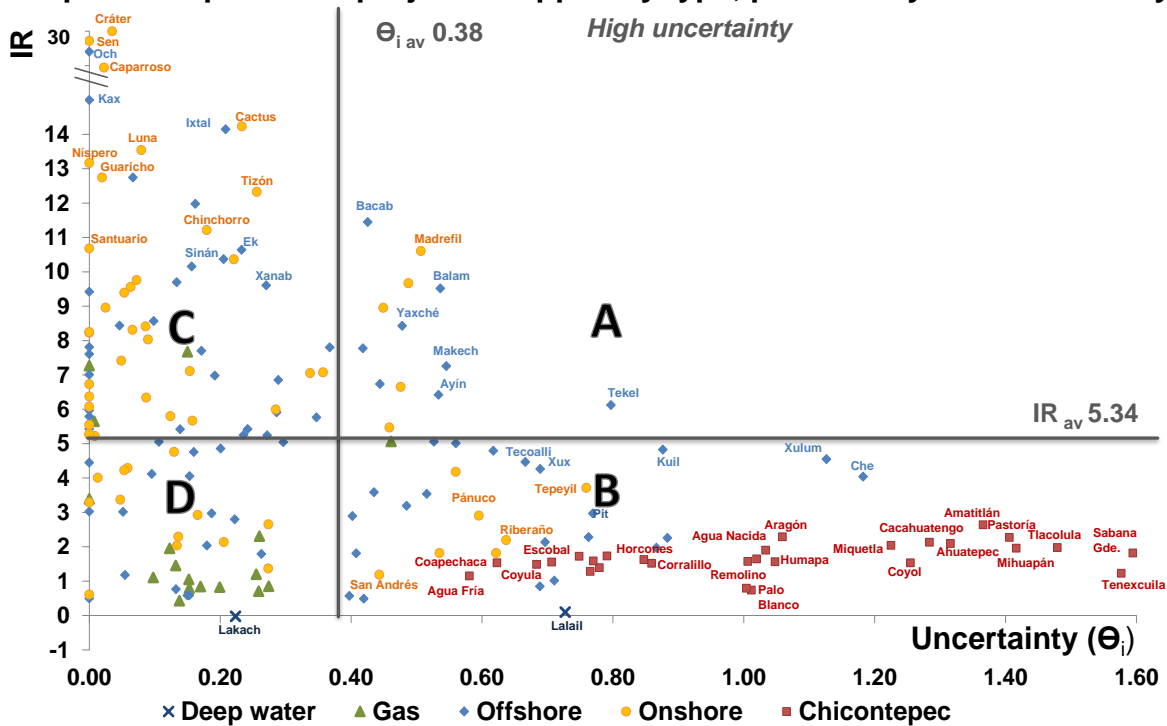 IR
30
14
13
12
11
10
9
8
7
6
5
4
3
2
1
0
-1
Cráter
Sen
Och
Caparroso
Kax
ϴi av 0.38
High uncertainty
Ixtal
Cactus
Luna
Níspero
Guaricho
Tizón
Chinchorro
Bacab
Santuario
Sinán
Ek
Madrefil
Xanab
Balam
C
A
Yaxché
Makech
Ayín
Tekel
IR av 5.34
Tecoalli
Xux
Kuil
Xulum
Che
D
B
Pánuco
Tepeyil
Pit
Riberaño
Coapechaca
Escobal
Horcones
Agua Nacida
Aragón
Cacahuatengo
Amatitlán
Pastoría
Tlacolula
Sabana
Gde.
Coyula
Corralillo
Humapa
Miquetla
Ahuatepec
San Andrés
Agua Fría
Remolino
Palo
Blanco
Coyol
Mihuapán
Tenexcuila
Lakach
Lalail
Uncertainty (ϴi)
0.00 0.20 0.40 0.60 0.80 1.00 1.20 1.40 1.60
Deep water Gas Offshore Onshore Chicontepec